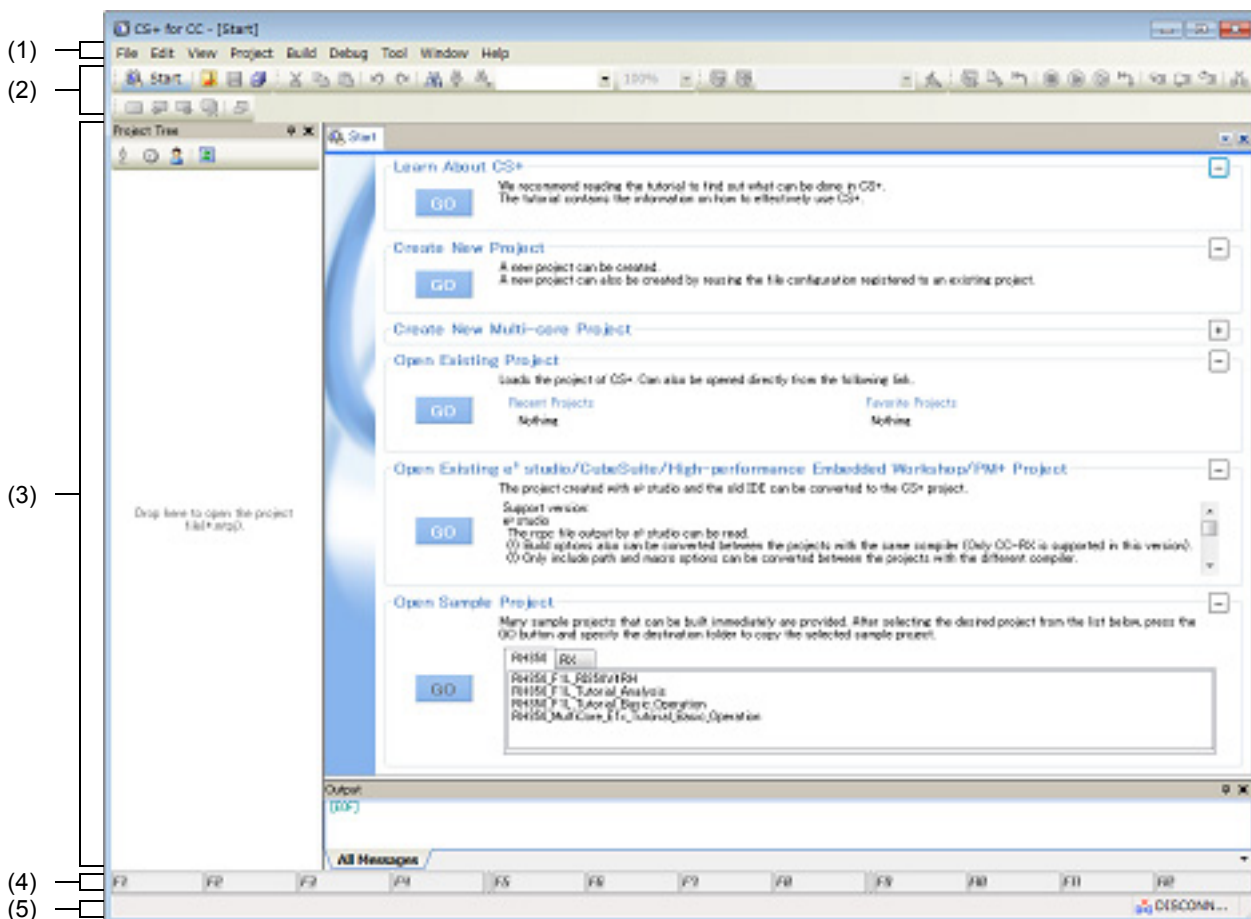 CS+ for CC - [Start]
(1)
File Edit View Project Build Debug Tool Window Help
(2)
Start 100%
(3)
Project Tree
Start
Drop here to open the project
file(*.mtpj).
Learn About CS+
GO
We recommend reading the tutorial to find out what can be done in CS+.
The tutorial contains the information on how to effectively use CS+.
Create New Project
GO
A new project can be created.
A new project can also be created by reusing the file configuration registered to an existing project.
Create New Multi-core Project
Open Existing Project
GO
Loads the project of CS+. Can also be opened directly from the following link.
Recent Projects Favorite Projects
Nothing Nothing
Open Existing e² studio/CubeSuite/High-performance Embedded Workshop/PM+ Project
GO
The project created with e² studio and the old IDE can be converted to the CS+ project.
Support version:
e² studio
The rcpc file output by e² studio can be read.
(1) Build options also can be converted between the projects with the same compiler (Only CC-RX is supported in this version).
(2) Only include path and macro options can be converted between the projects with the different compiler.
Open Sample Project
GO
Many sample projects that can be built immediately are provided. After selecting the desired project from the list below, press the
GO button and specify the destination folder to copy the selected sample project.
RH850 RX
RH850_F1L_RI850V4RH
RH850_F1L_Tutorial_Analysis
RH850_F1L_Tutorial_Basic_Operation
RH850_MultiCore_E1x_Tutorial_Basic_Operation
Output
[EOF]
All Messages
(4)
F1 F2 F3 F4 F5 F6 F7 F8 F9 F10 F11 F12
(5)
DISCONN...